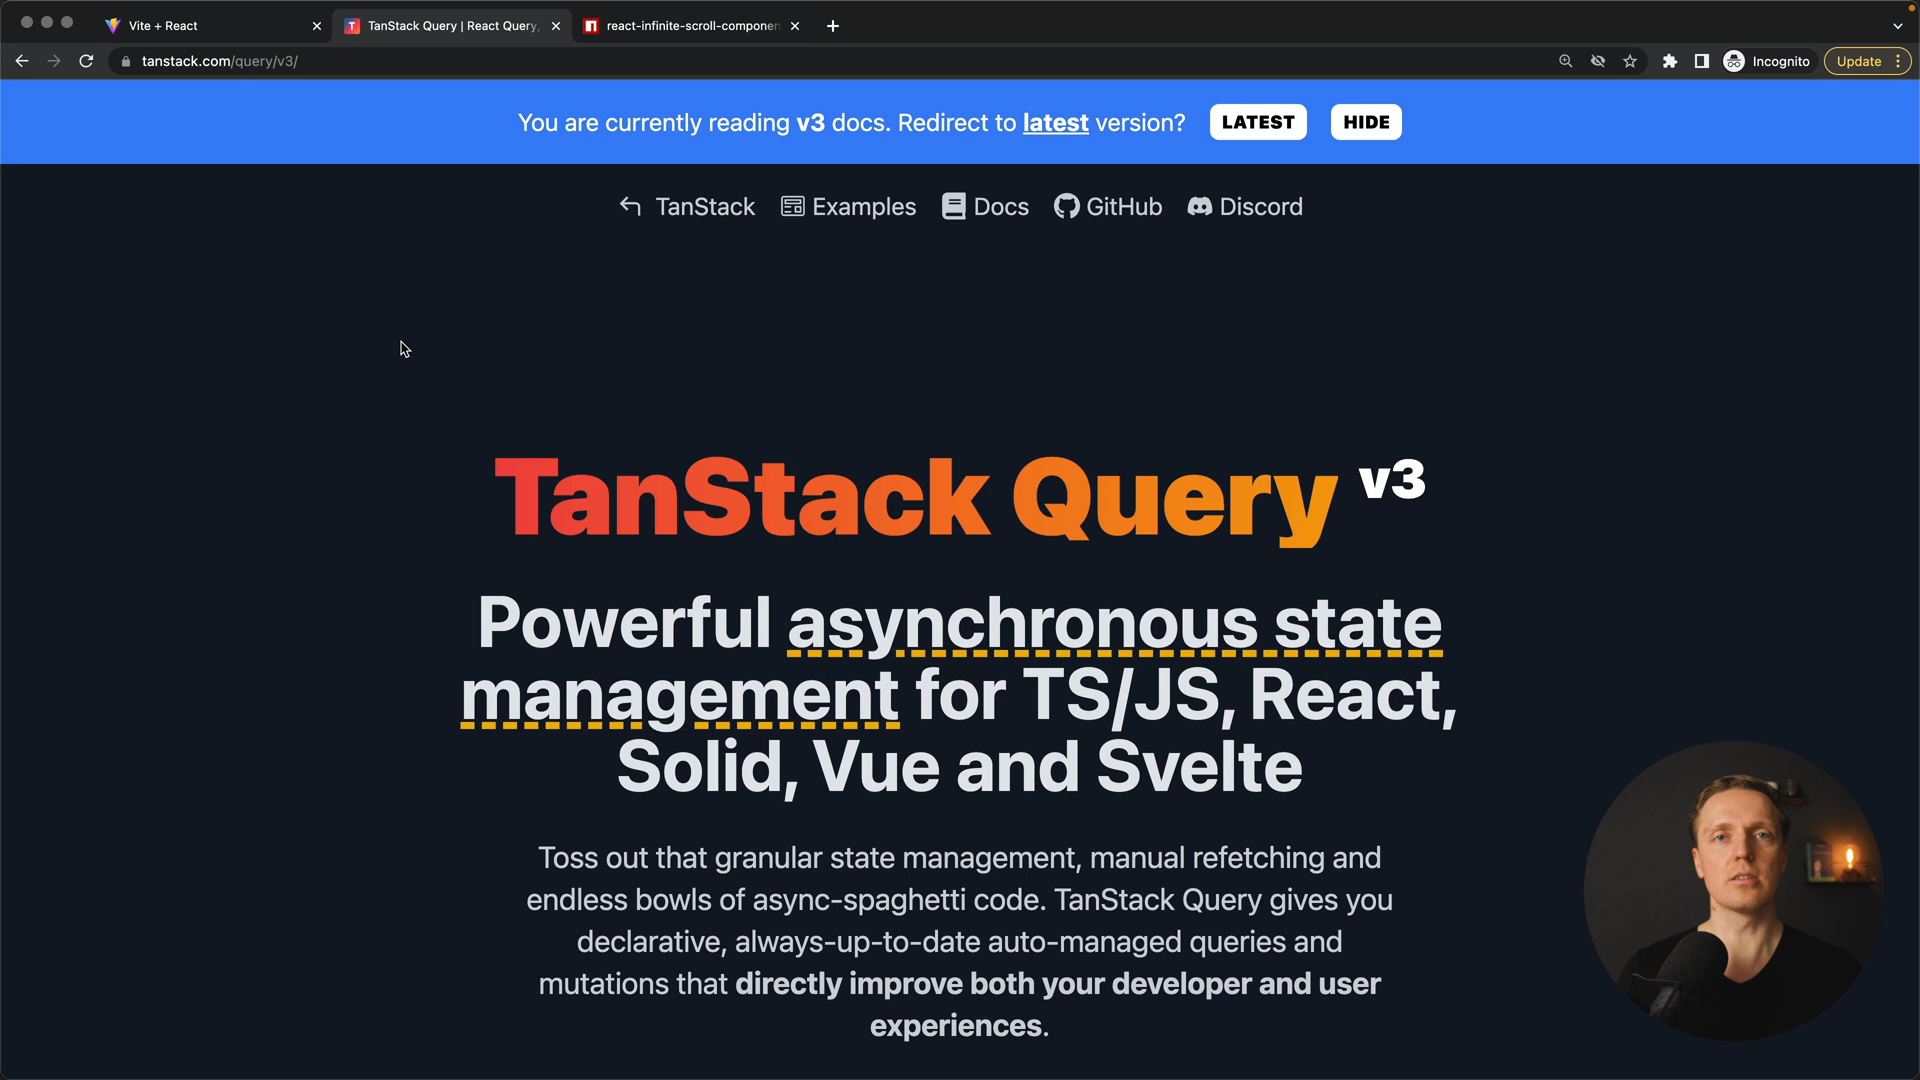 Vite + React
TanStack Query | React Query,
react-infinite-scroll-componen
tanstack.com/query/v3/
Incognito
Update
You are currently reading v3 docs. Redirect to latest version?
LATEST
HIDE
TanStack
Examples
Docs
GitHub
Discord
TanStack Query v3
Powerful asynchronous state
management for TS/JS, React,
Solid, Vue and Svelte
Toss out that granular state management, manual refetching and
endless bowls of async-spaghetti code. TanStack Query gives you
declarative, always-up-to-date auto-managed queries and
mutations that directly improve both your developer and user
experiences.